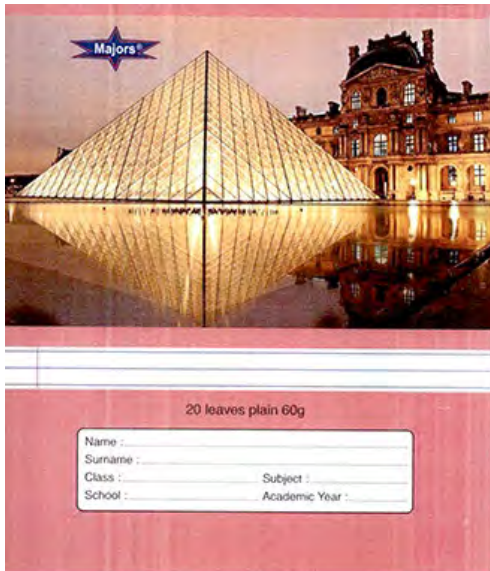 Majors®
20 leaves plain 60g
Name :
Surname :
Class : Subject :
School : Academic Year :